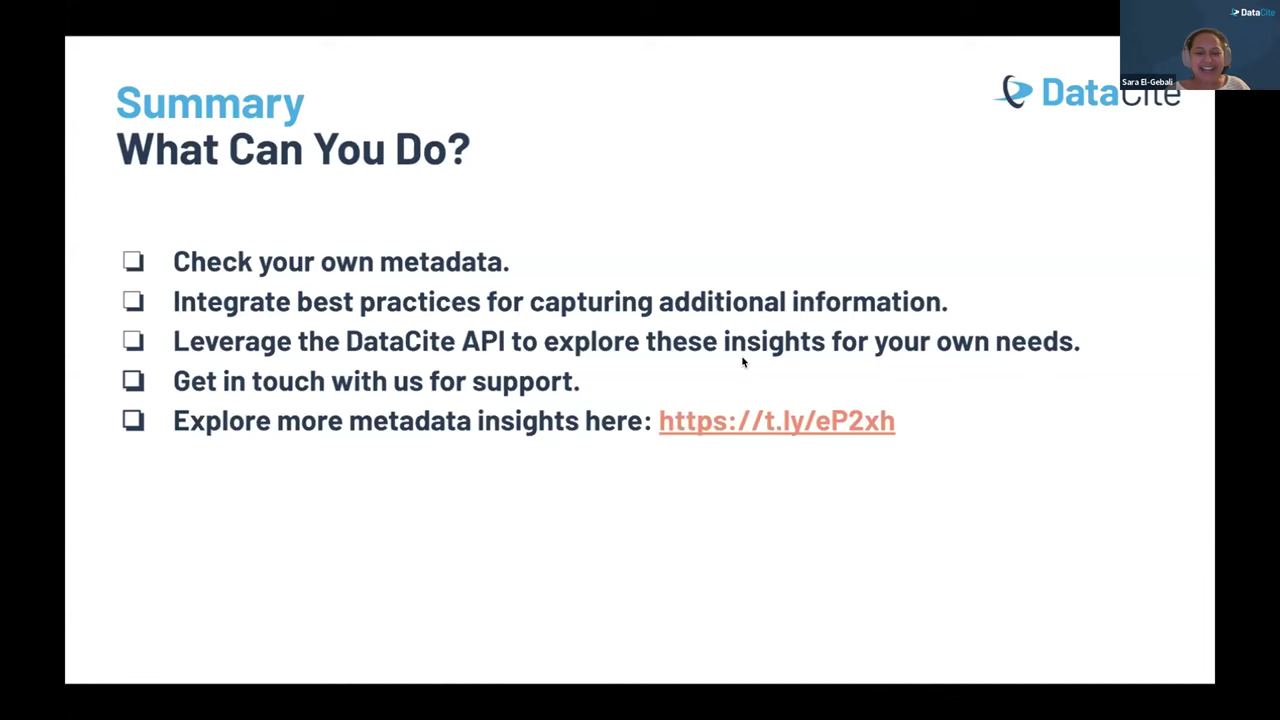 DataCite
Sara El-Gebali
Summary
DataCite
What Can You Do?
❏ Check your own metadata.
❏ Integrate best practices for capturing additional information.
❏ Leverage the DataCite API to explore these insights for your own needs.
❏ Get in touch with us for support.
❏ Explore more metadata insights here: https://t.ly/eP2xh